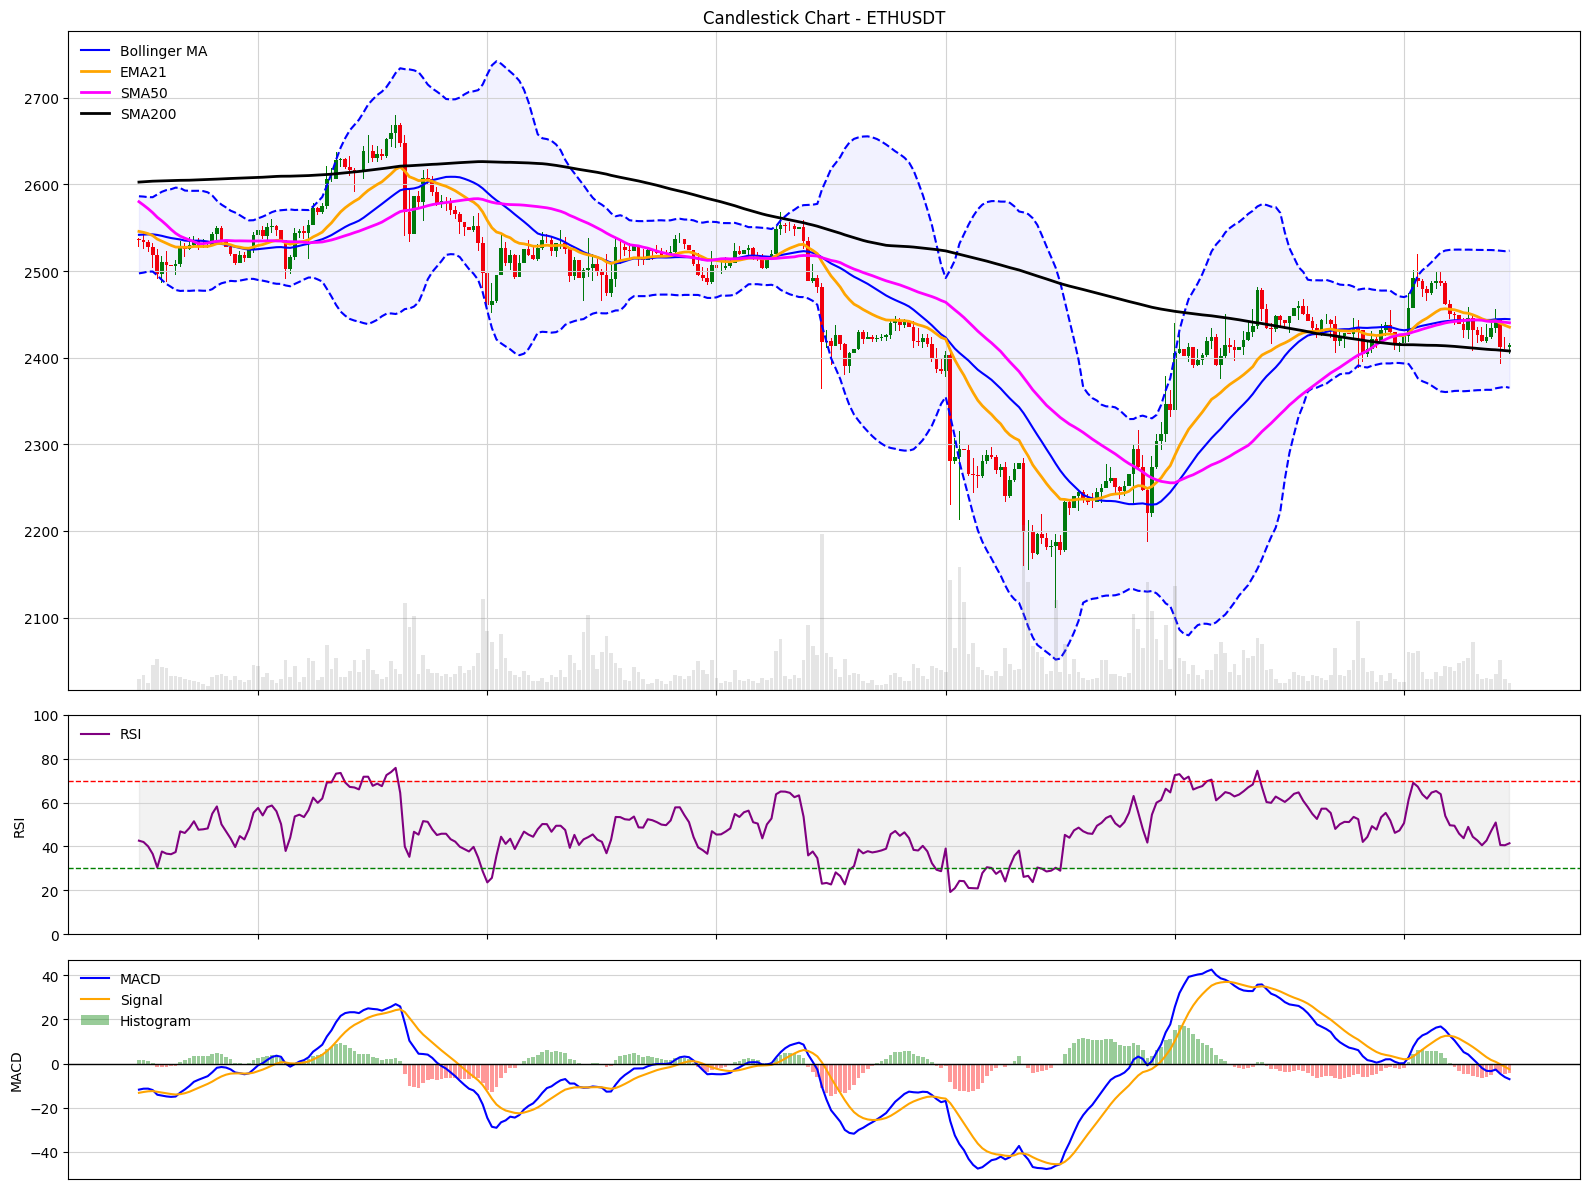 Candlestick Chart - ETHUSDT
Bollinger MA
EMA21
SMA50
SMA200
2700
2600
2500
2400
2300
2200
2100
RSI
RSI
100
80
60
40
20
0
MACD
Signal
Histogram
MACD
40
20
0
−20
−40